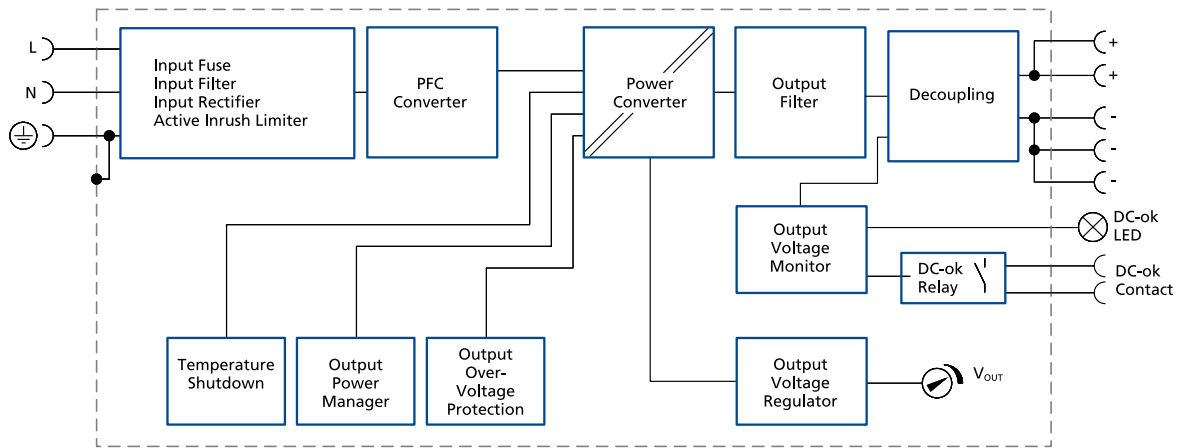 L
N
Input Fuse
Input Filter
Input Rectifier
Active Inrush Limiter
PFC
Converter
Power
Converter
Output
Filter
Decoupling
+
+
-
-
-
Output
Voltage
Monitor
DC-ok
LED
DC-ok
Relay
DC-ok
Contact
Temperature
Shutdown
Output
Power
Manager
Output
Over-
Voltage
Protection
Output
Voltage
Regulator
VOUT